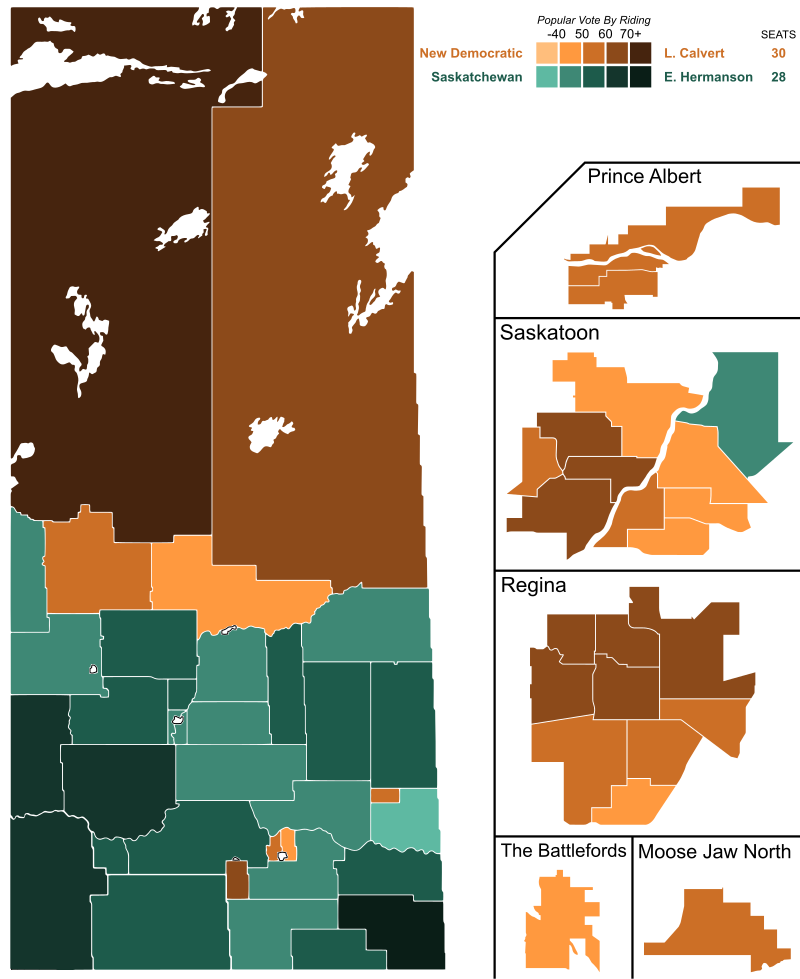 Popular Vote By Riding
-40 50 60 70+ SEATS
New Democratic L. Calvert 30
Saskatchewan E. Hermanson 28
Prince Albert
Saskatoon
Regina
The Battlefords
Moose Jaw North